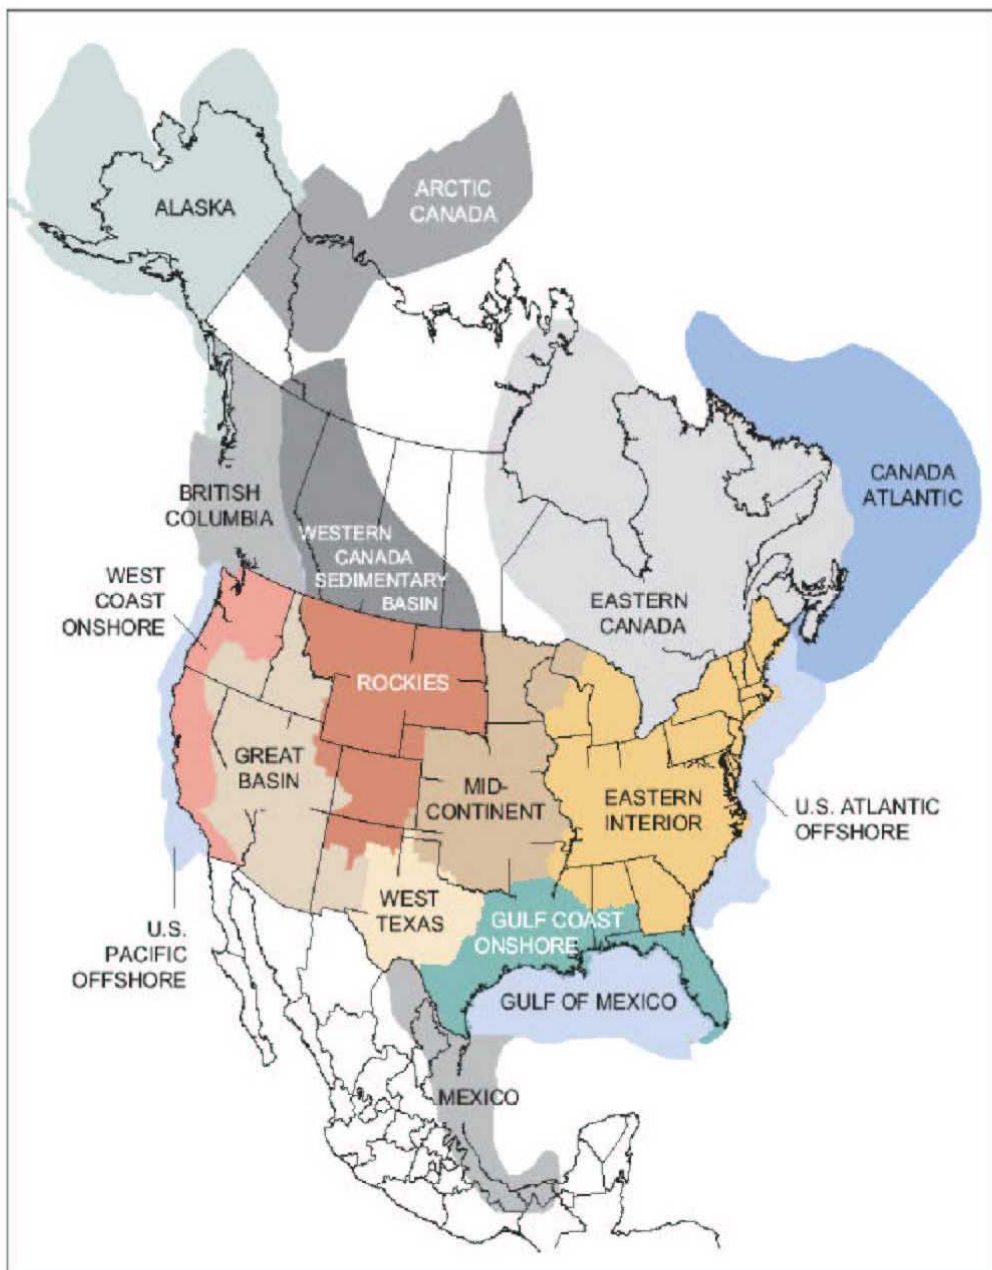 ARCTIC
CANADA
ALASKA
CANADA
ATLANTIC
BRITISH
COLUMBIA
WESTERN
CANADA
SEDIMENTARY
BASIN
WEST
COAST
ONSHORE
EASTERN
CANADA
ROCKIES
GREAT
BASIN
MID-
CONTINENT
EASTERN
INTERIOR
U.S. ATLANTIC
OFFSHORE
WEST
TEXAS
GULF COAST
ONSHORE
U.S.
PACIFIC
OFFSHORE
GULF OF MEXICO
MEXICO